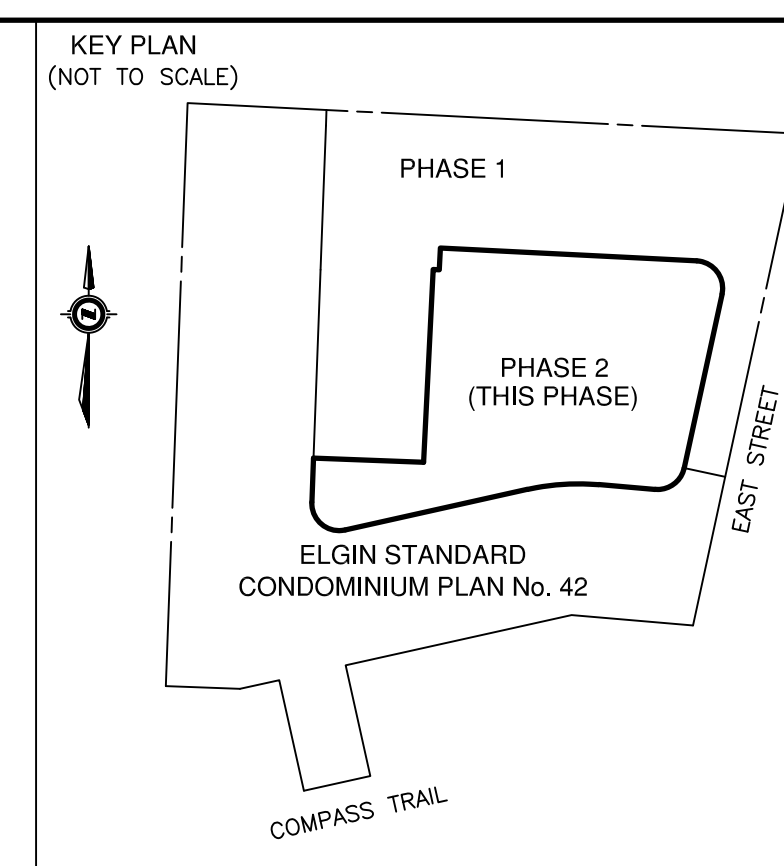 KEY PLAN
(NOT TO SCALE)
PHASE 1
PHASE 2
(THIS PHASE)
EAST STREET
ELGIN STANDARD
CONDOMINIUM PLAN No. 42
COMPASS TRAIL